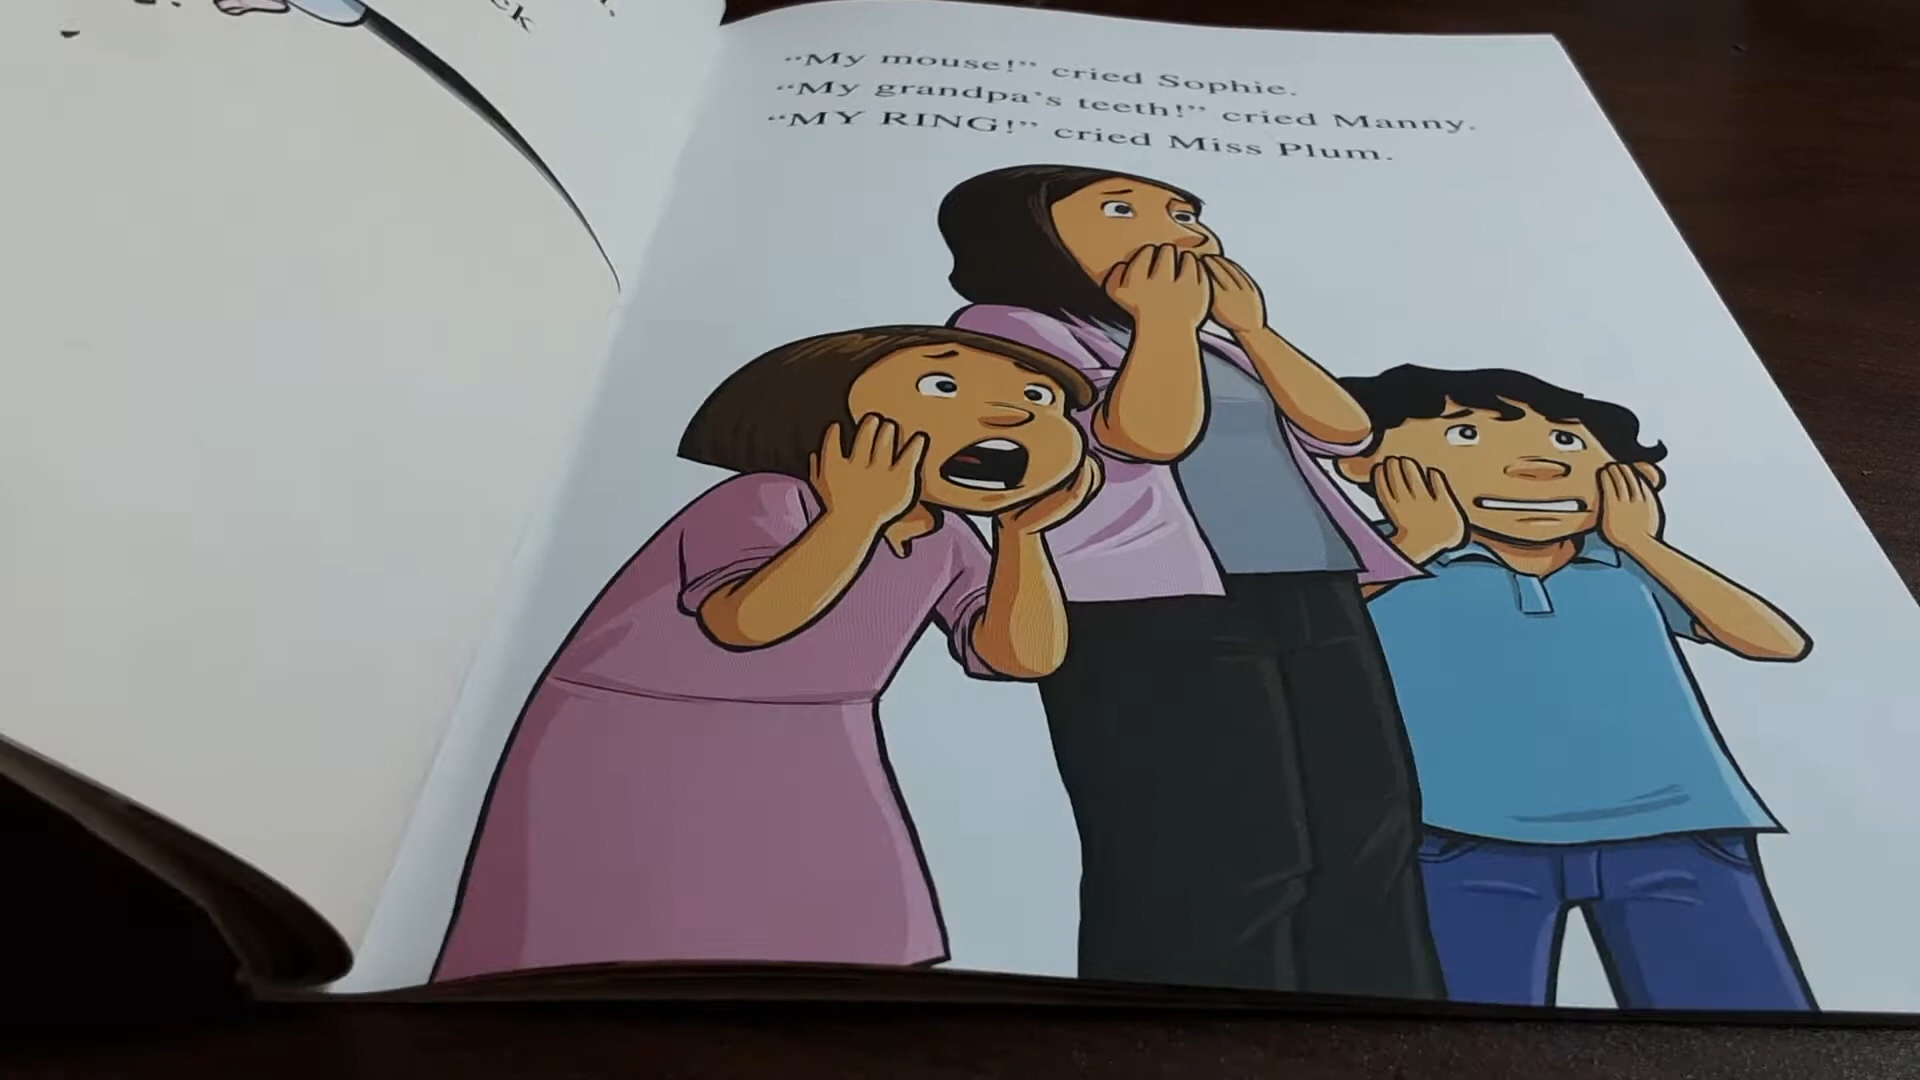 “My mouse!” cried Sophie.
“My grandpa’s teeth!” cried Manny.
“MY RING!” cried Miss Plum.